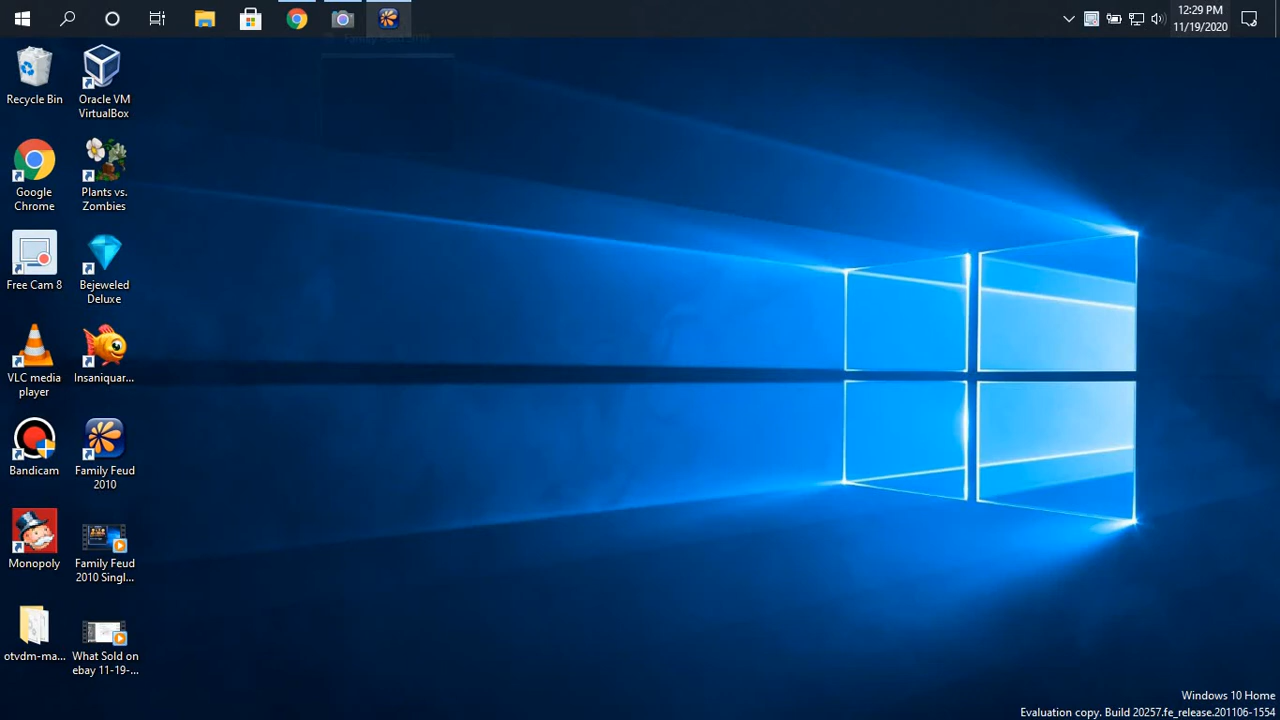 12:29 PM
11/19/2020
Recycle Bin
Oracle VM
VirtualBox
Google
Chrome
Plants vs.
Zombies
Free Cam 8
Bejeweled
Deluxe
VLC media
player
Insaniquar...
Bandicam
Family Feud
2010
Monopoly
Family Feud
2010 Singl...
otvdm-ma...
What Sold on
ebay 11-19-...
Windows 10 Home
Evaluation copy. Build 20257.fe_release.201106-1554